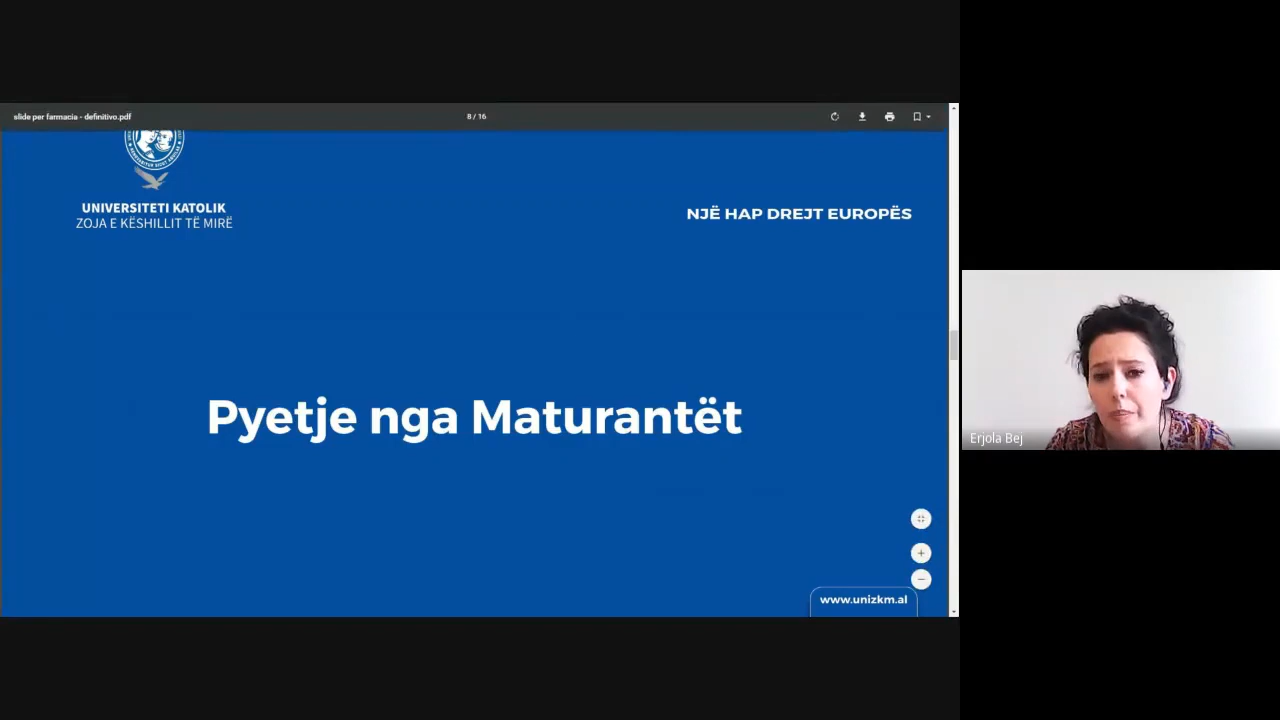 slide per farmacia - definitivo.pdf
8 / 16
UNIVERSITETI KATOLIK
ZOJA E KËSHILLIT TË MIRË
NJË HAP DREJT EUROPËS
Pyetje nga Maturantët
www.unizkm.al
Erjola Bej